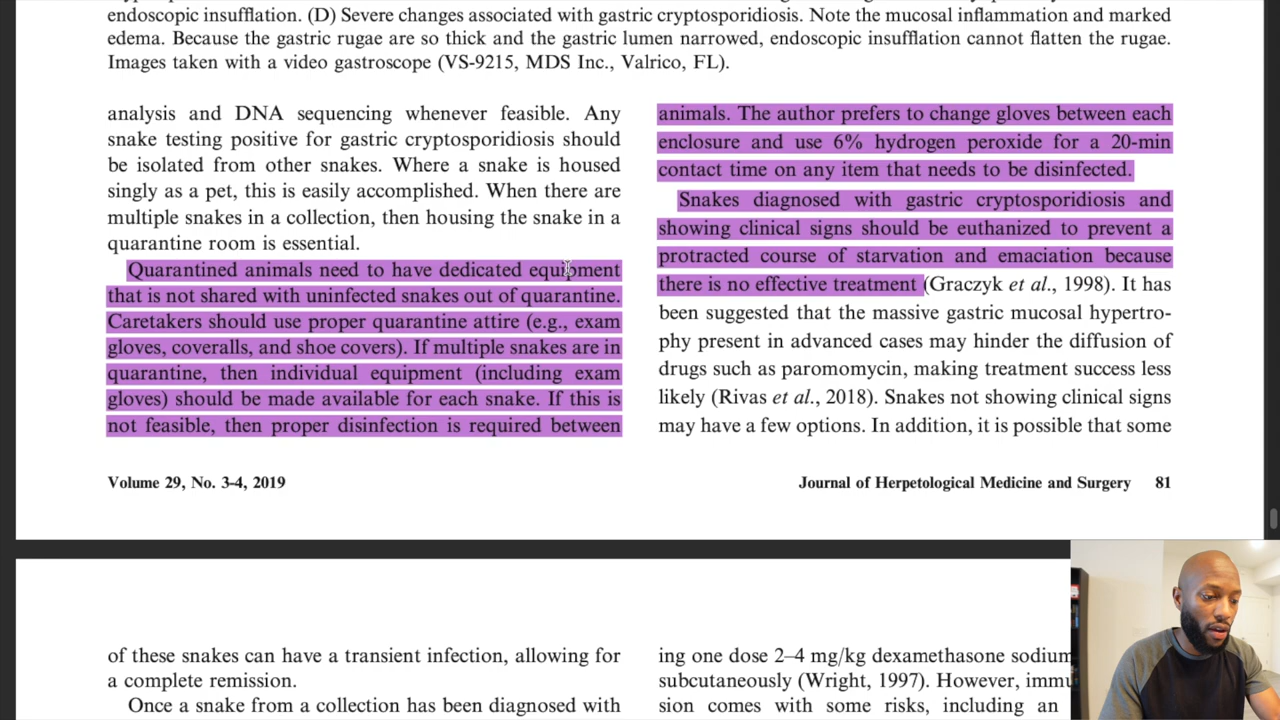 endoscopic insufflation. (D) Severe changes associated with gastric cryptosporidiosis. Note the mucosal inflammation and marked
edema. Because the gastric rugae are so thick and the gastric lumen narrowed, endoscopic insufflation cannot flatten the rugae.
Images taken with a video gastroscope (VS-9215, MDS Inc., Valrico, FL).
analysis and DNA sequencing whenever feasible. Any
snake testing positive for gastric cryptosporidiosis should
be isolated from other snakes. Where a snake is housed
singly as a pet, this is easily accomplished. When there are
multiple snakes in a collection, then housing the snake in a
quarantine room is essential.
Quarantined animals need to have dedicated equipment
that is not shared with uninfected snakes out of quarantine.
Caretakers should use proper quarantine attire (e.g., exam
gloves, coveralls, and shoe covers). If multiple snakes are in
quarantine, then individual equipment (including exam
gloves) should be made available for each snake. If this is
not feasible, then proper disinfection is required between
animals. The author prefers to change gloves between each
enclosure and use 6% hydrogen peroxide for a 20-min
contact time on any item that needs to be disinfected.
Snakes diagnosed with gastric cryptosporidiosis and
showing clinical signs should be euthanized to prevent a
protracted course of starvation and emaciation because
there is no effective treatment (Graczyk et al., 1998). It has
been suggested that the massive gastric mucosal hypertro-
phy present in advanced cases may hinder the diffusion of
drugs such as paromomycin, making treatment success less
likely (Rivas et al., 2018). Snakes not showing clinical signs
may have a few options. In addition, it is possible that some
Volume 29, No. 3-4, 2019
Journal of Herpetological Medicine and Surgery 81
of these snakes can have a transient infection, allowing for
a complete remission.
Once a snake from a collection has been diagnosed with
ing one dose 2–4 mg/kg dexamethasone sodium
subcutaneously (Wright, 1997). However, immu
sion comes with some risks, including an